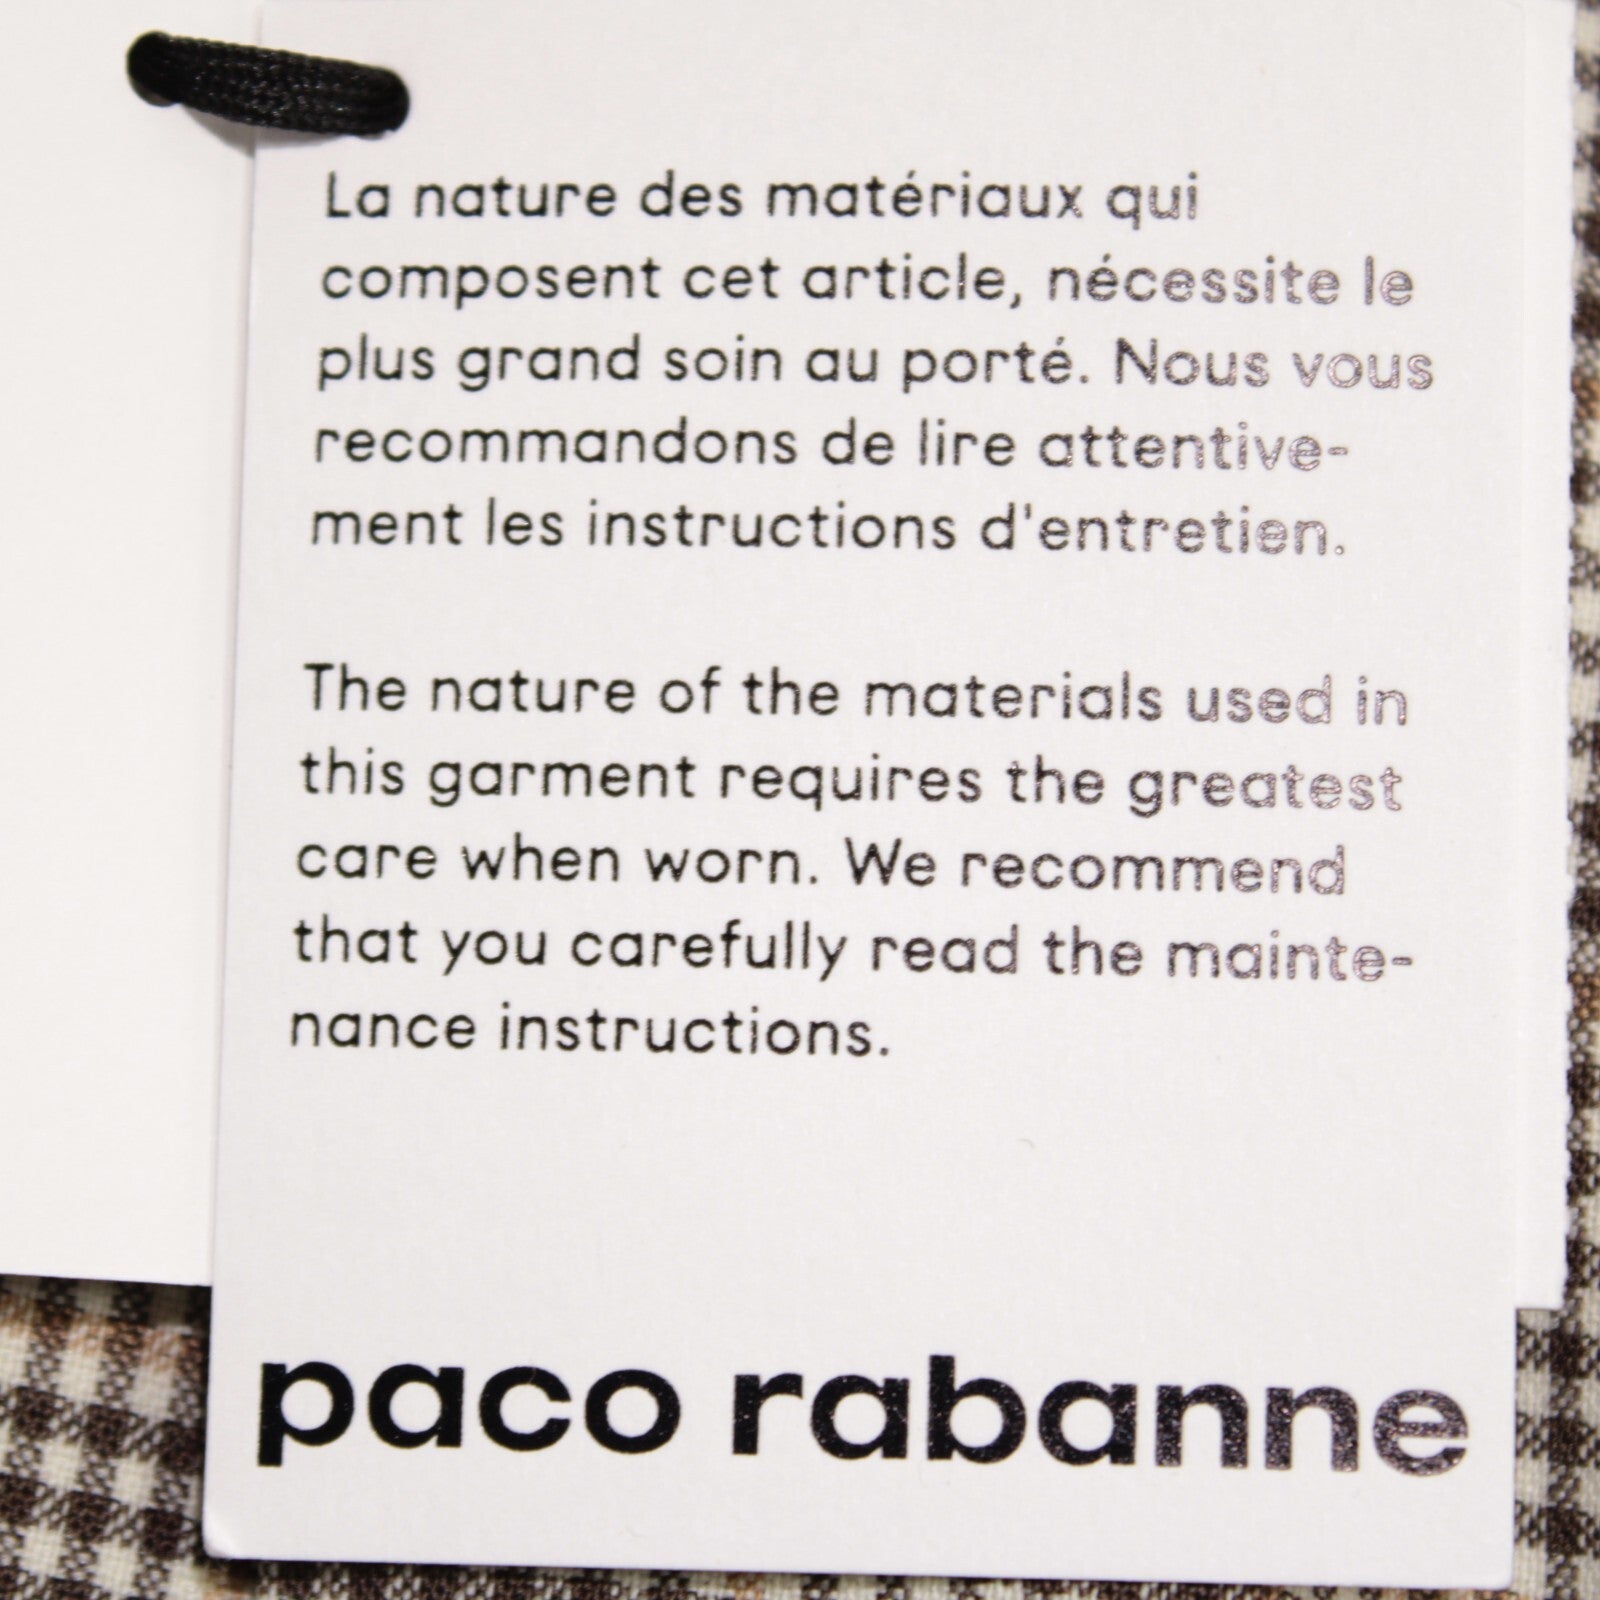 La nature des matériaux qui
composent cet article, nécessite le
plus grand soin au porté. Nous vous
recommandons de lire attentive-
ment les instructions d'entretien.
The nature of the materials used in
this garment requires the greatest
care when worn. We recommend
that you carefully read the mainte-
nance instructions.
paco rabanne